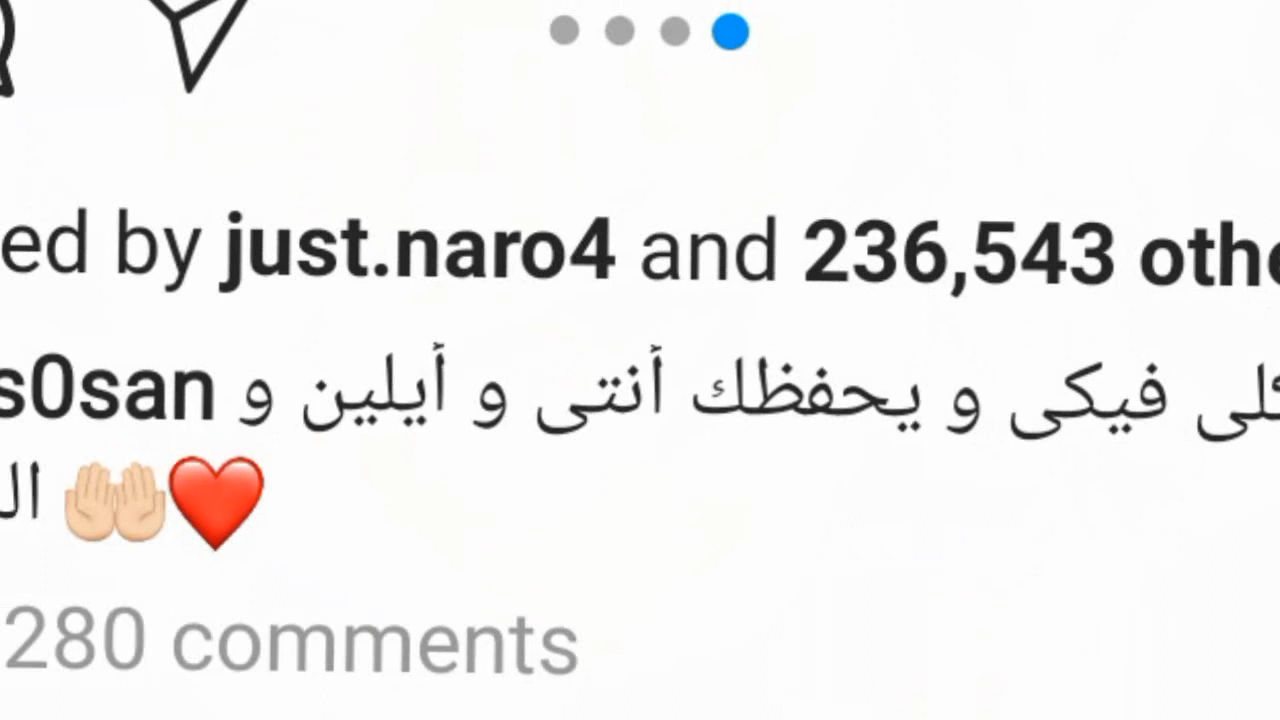 ed by just.naro4 and 236,543 othe
s0san فيكى و يحفظك أنتى و أيلين و
ال 🤲🏼❤️
280 comments